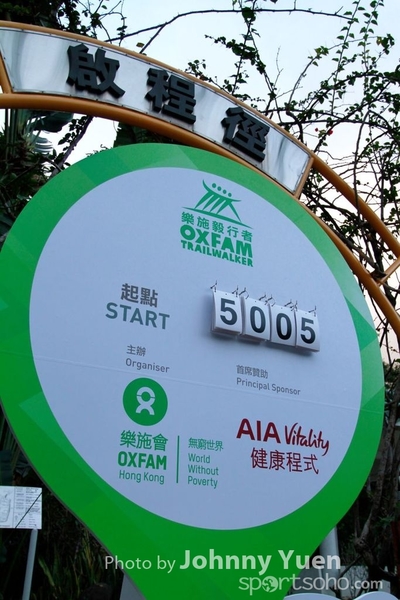 啟程徑
樂施毅行者
OXFAM
TRAILWALKER
起點
START
5005
主辦
Organiser
首席贊助
Principal Sponsor
樂施會
OXFAM
Hong Kong
無窮世界
World
Without
Poverty
AIA Vitality
健康程式
Photo by Johnny Yuen
sportsoho.com